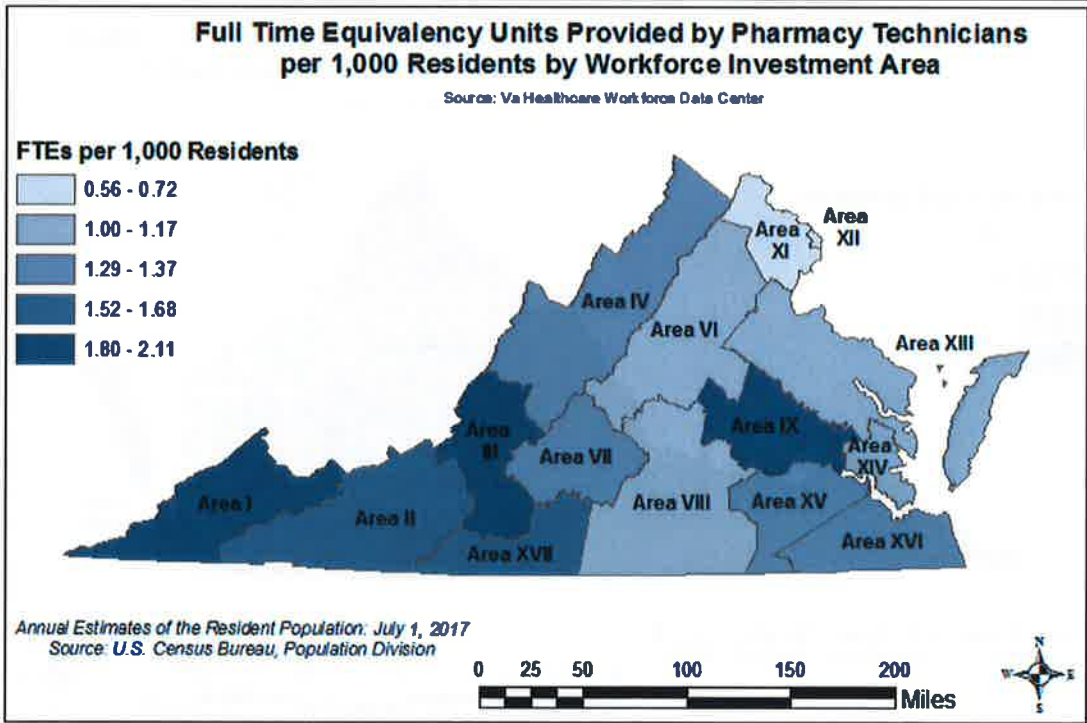 Full Time Equivalency Units Provided by Pharmacy Technicians
per 1,000 Residents by Workforce Investment Area
Source: Va Healthcare Workforce Data Center
FTEs per 1,000 Residents
0.56 - 0.72
1.00 - 1.17
1.29 - 1.37
1.52 - 1.68
1.80 - 2.11
Area
XI
Area
XII
Area IV
Area VI
Area XIII
Area
III
Area IX
Area VII
Area
XIV
Area I
Area II
Area VIII
Area XV
Area XVII
Area XVI
Annual Estimates of the Resident Population: July 1, 2017
Source: U.S. Census Bureau, Population Division
0 25 50 100 150 200
Miles
N
W E
S